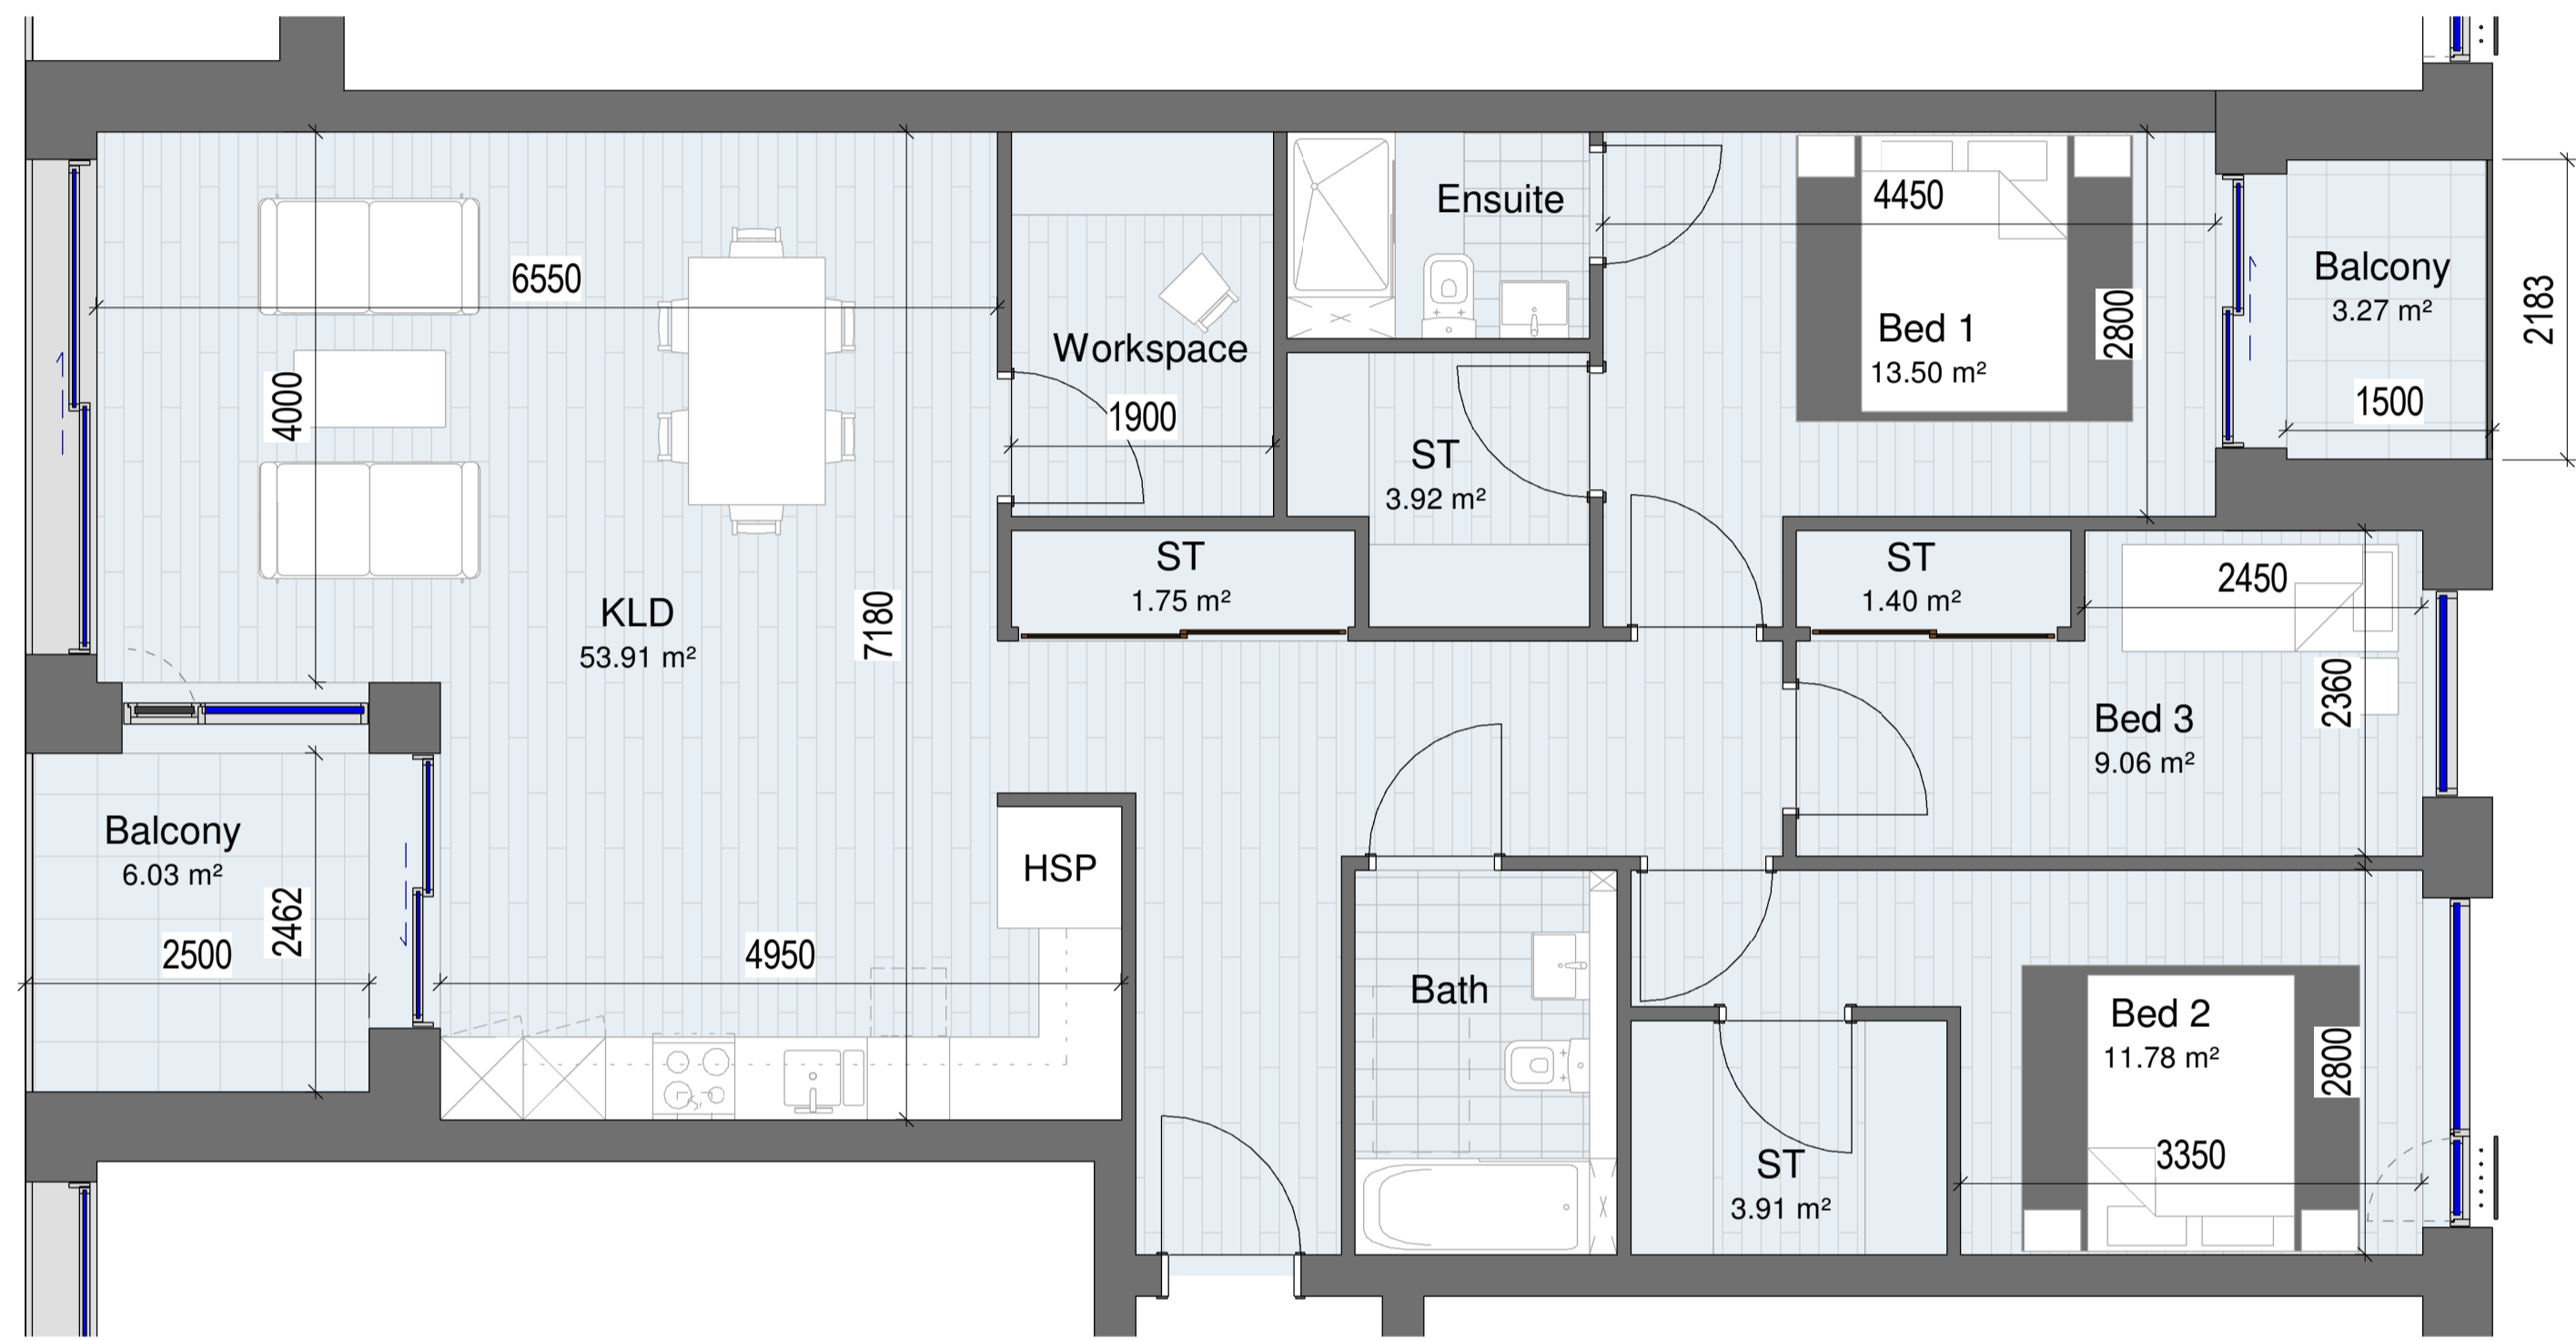 Ensuite
4450
Balcony
3.27 m²
2183
6550
2800
Bed 1
13.50 m²
Workspace
1900
1500
4000
ST
3.92 m²
ST
1.75 m²
ST
1.40 m²
2450
KLD
53.91 m²
7180
2360
Bed 3
9.06 m²
Balcony
6.03 m²
HSP
2462
2500
4950
Bath
Bed 2
11.78 m²
2800
ST
3.91 m²
3350